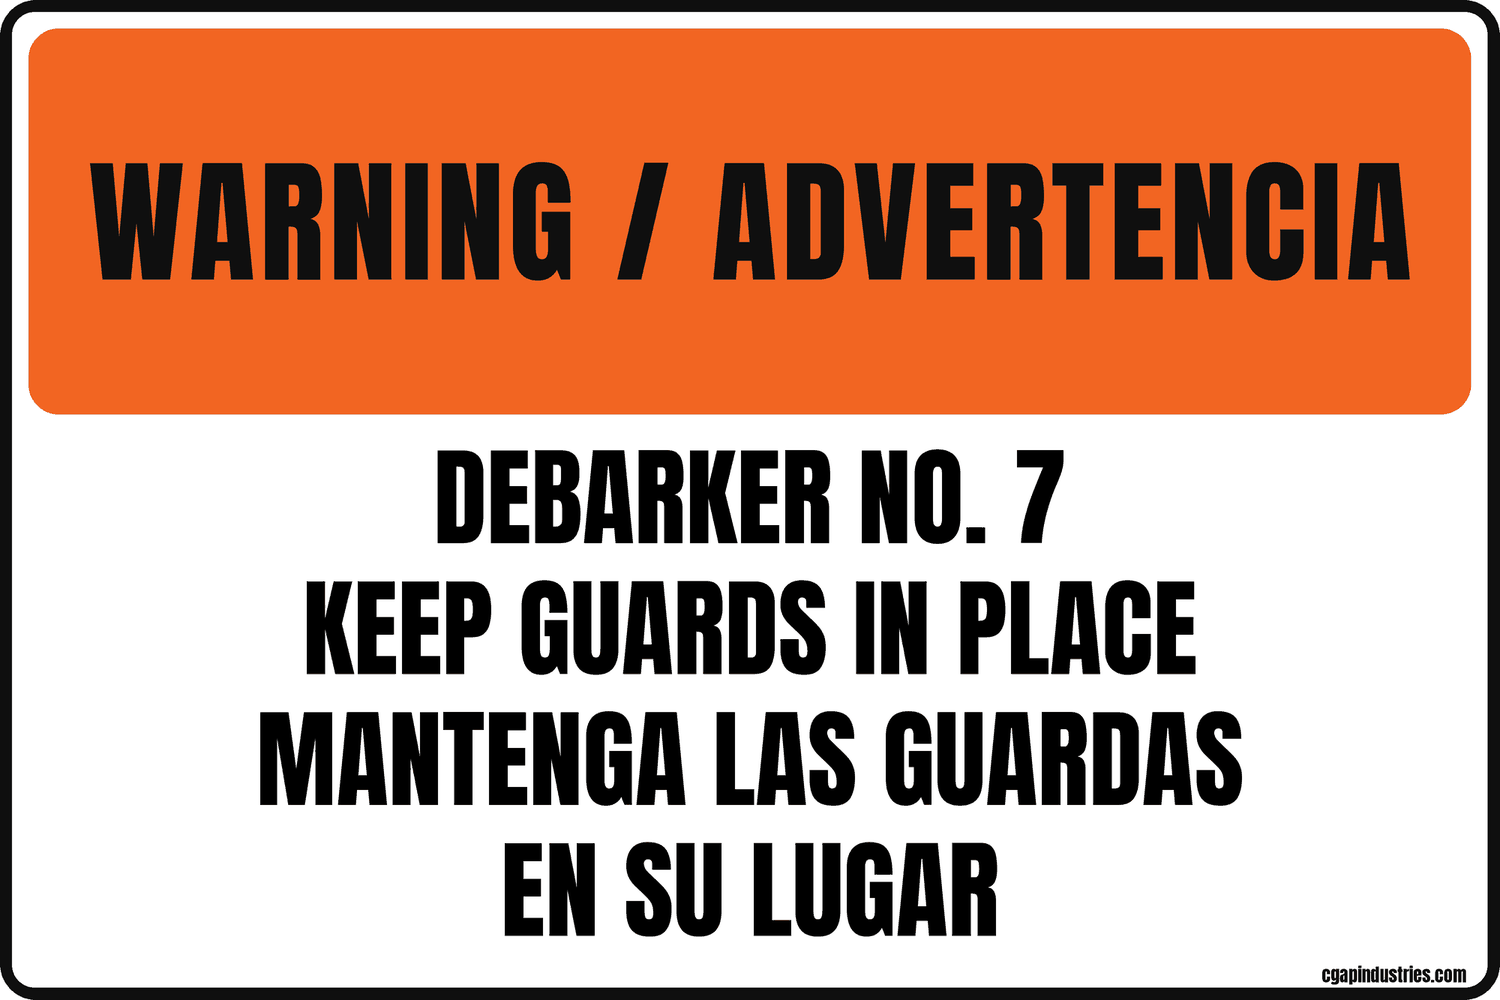 WARNING / ADVERTENCIA
DEBARKER NO. 7
KEEP GUARDS IN PLACE
MANTENGA LAS GUARDAS
EN SU LUGAR
cgapindustries.com